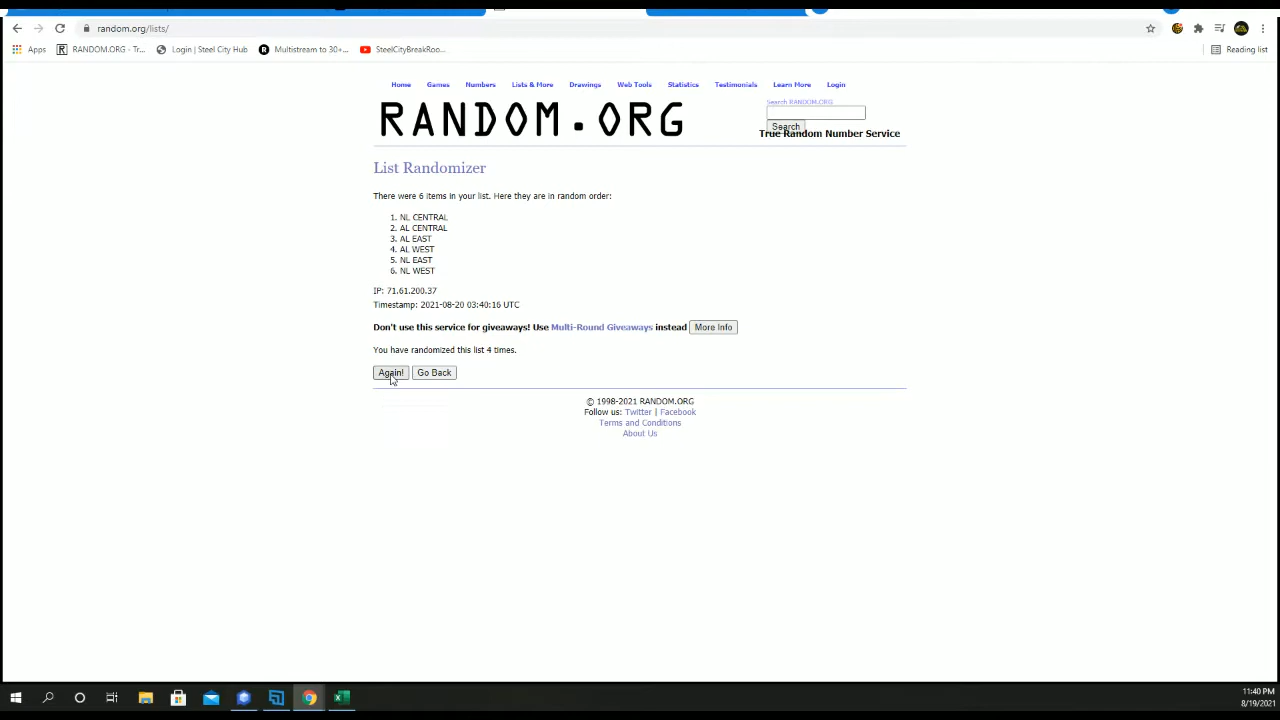 random.org/lists/
Apps
RANDOM.ORG - Tr...
Login | Steel City Hub
Multistream to 30+...
SteelCityBreakRoo...
Reading list
Home Games Numbers Lists & More Drawings Web Tools Statistics Testimonials Learn More Login
RANDOM.ORG
Search RANDOM.ORG
Search
True Random Number Service
List Randomizer
There were 6 items in your list. Here they are in random order:
1. NL CENTRAL
2. AL CENTRAL
3. AL EAST
4. AL WEST
5. NL EAST
6. NL WEST
IP: 71.61.200.37
Timestamp: 2021-08-20 03:40:16 UTC
Don't use this service for giveaways! Use Multi-Round Giveaways instead More Info
You have randomized this list 4 times.
Again! Go Back
© 1998-2021 RANDOM.ORG
Follow us: Twitter | Facebook
Terms and Conditions
About Us
11:40 PM
8/19/2021